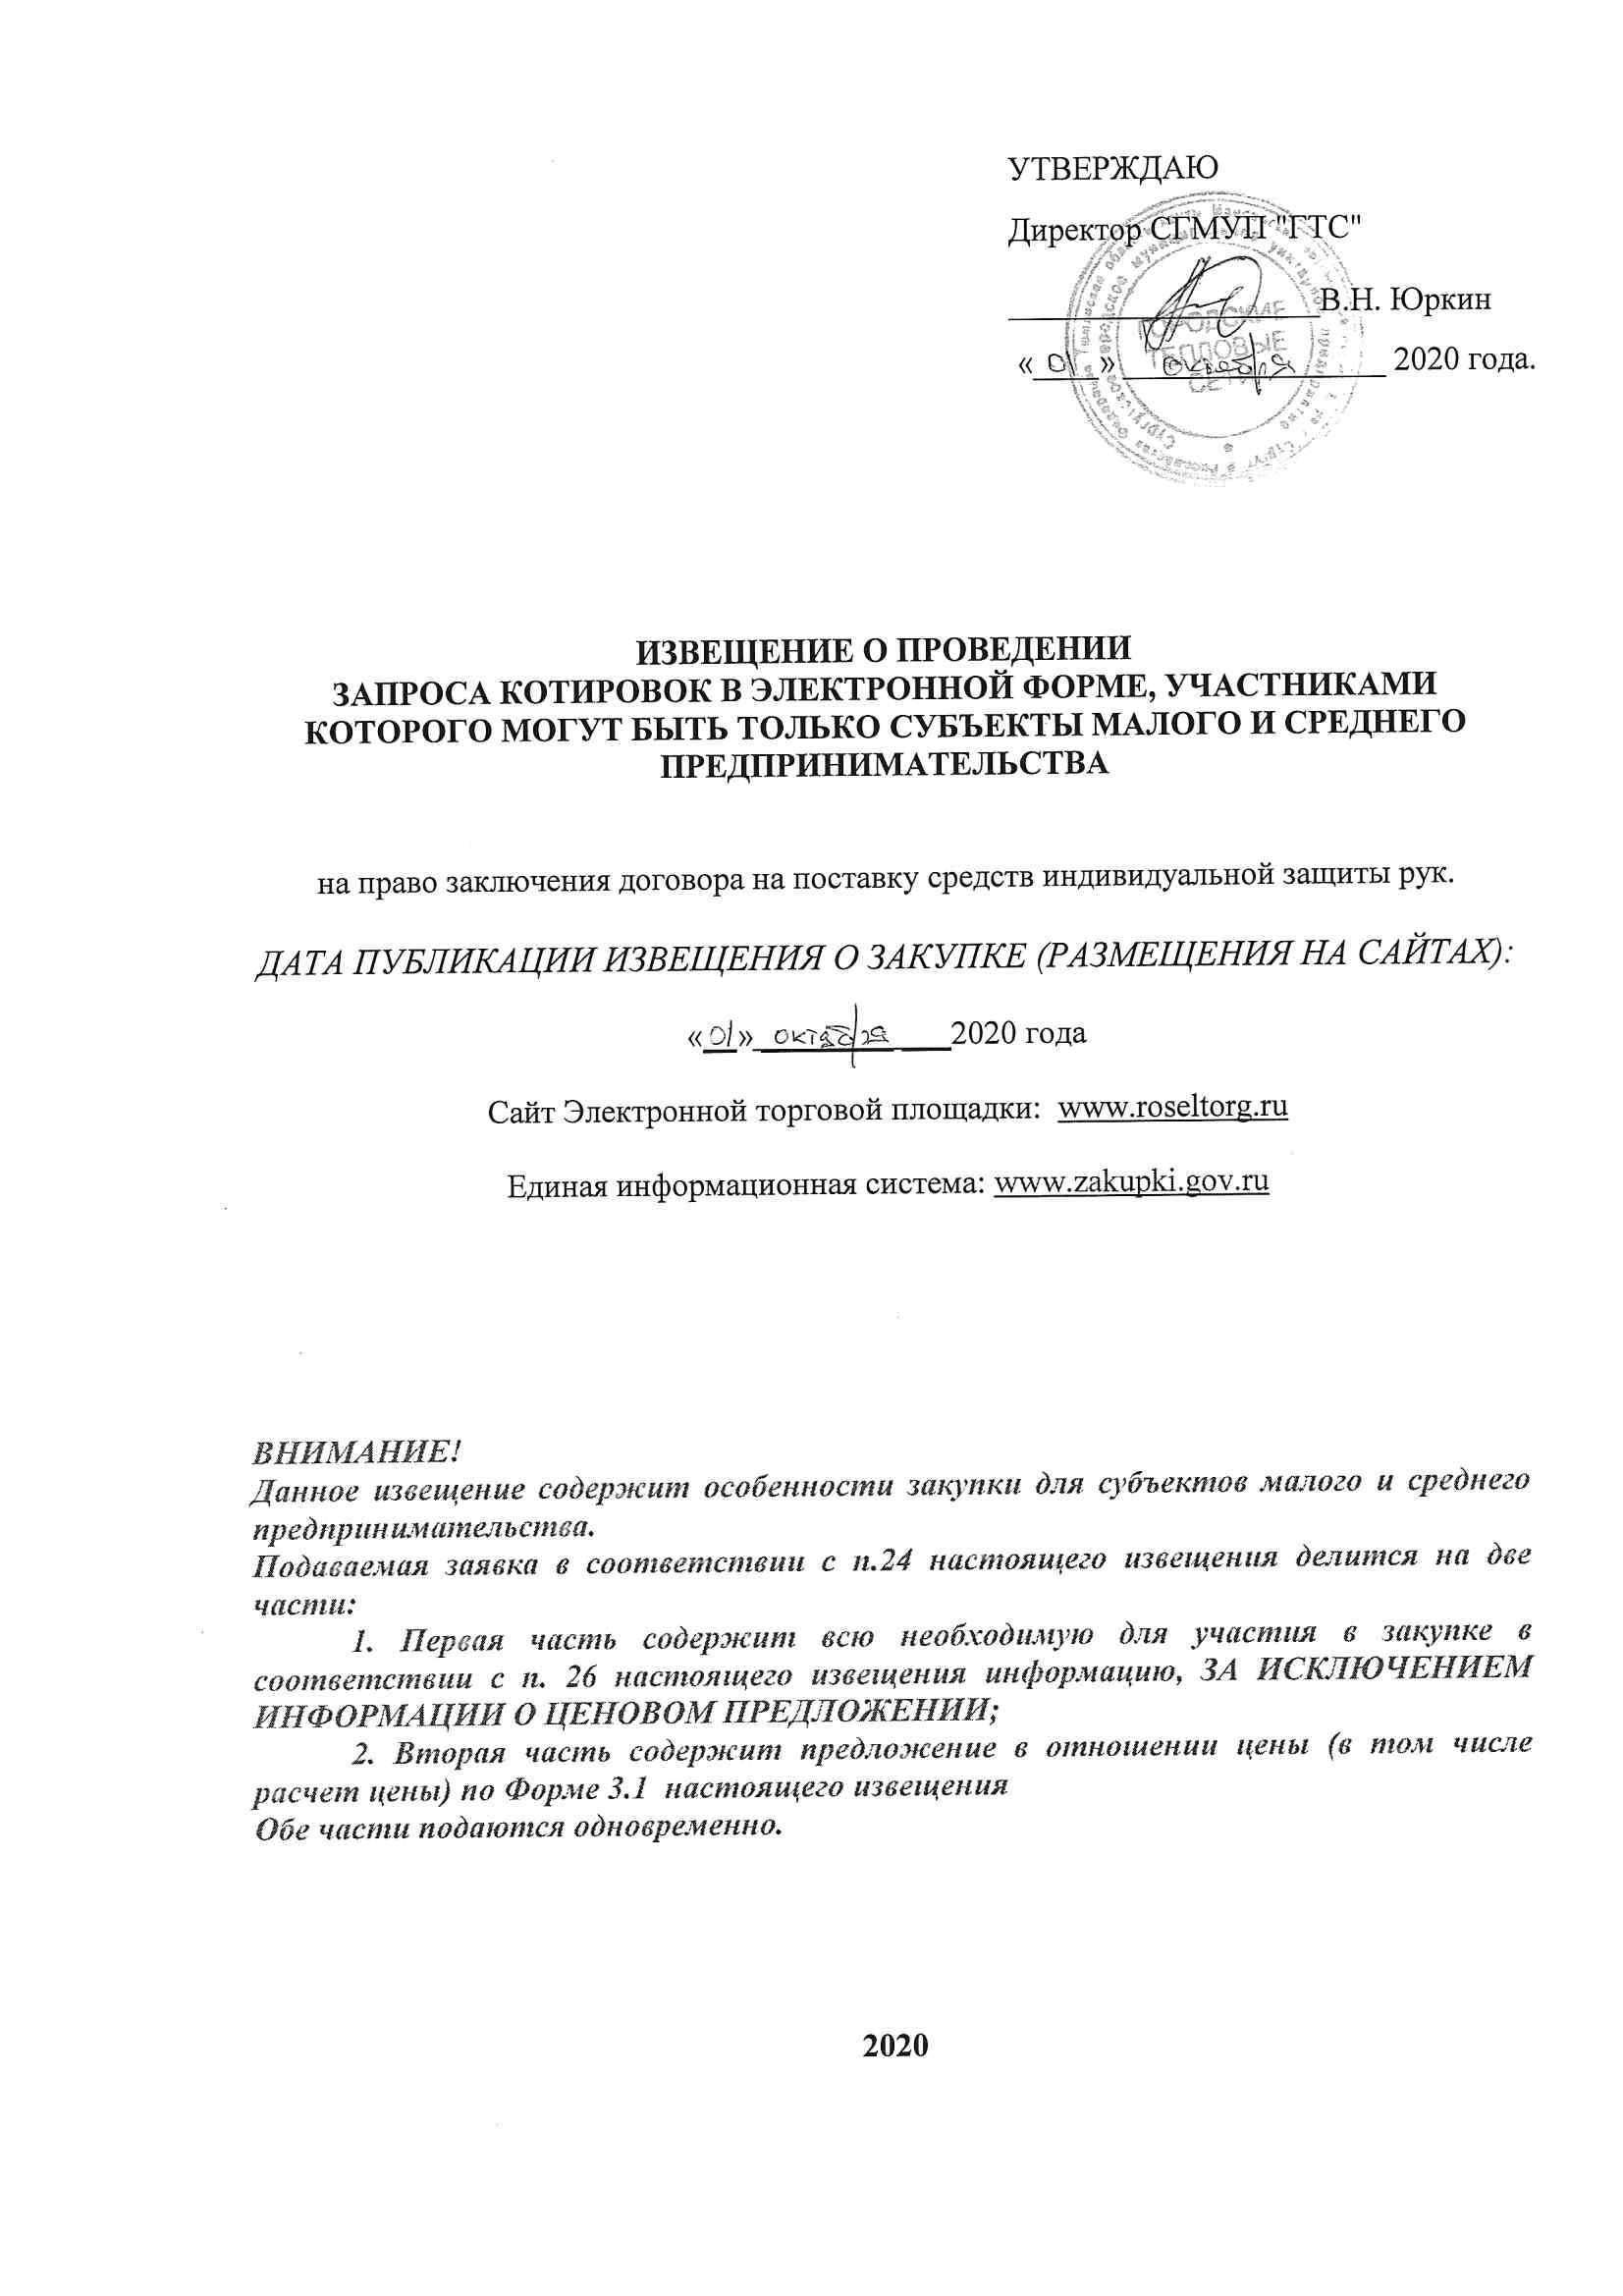 УТВЕРЖДАЮ
Директор СГМУП "ГТС"
В.Н. Юркин
« 01 » октября 2020 года.
ГОРОДСКИЕ
ТЕПЛОВЫЕ
СЕТИ
ИЗВЕЩЕНИЕ О ПРОВЕДЕНИИ
ЗАПРОСА КОТИРОВОК В ЭЛЕКТРОННОЙ ФОРМЕ, УЧАСТНИКАМИ
КОТОРОГО МОГУТ БЫТЬ ТОЛЬКО СУБЪЕКТЫ МАЛОГО И СРЕДНЕГО
ПРЕДПРИНИМАТЕЛЬСТВА
на право заключения договора на поставку средств индивидуальной защиты рук.
ДАТА ПУБЛИКАЦИИ ИЗВЕЩЕНИЯ О ЗАКУПКЕ (РАЗМЕЩЕНИЯ НА САЙТАХ):
«01» октября 2020 года
Сайт Электронной торговой площадки: www.roseltorg.ru
Единая информационная система: www.zakupki.gov.ru
ВНИМАНИЕ!
Данное извещение содержит особенности закупки для субъектов малого и среднего
предпринимательства.
Подаваемая заявка в соответствии с п.24 настоящего извещения делится на две
части:
1. Первая часть содержит всю необходимую для участия в закупке в
соответствии с п. 26 настоящего извещения информацию, ЗА ИСКЛЮЧЕНИЕМ
ИНФОРМАЦИИ О ЦЕНОВОМ ПРЕДЛОЖЕНИИ;
2. Вторая часть содержит предложение в отношении цены (в том числе
расчет цены) по Форме 3.1 настоящего извещения
Обе части подаются одновременно.
2020